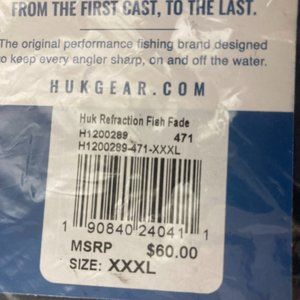 FROM THE FIRST CAST, TO THE LAST.
The original performance fishing brand designed
to keep every angler sharp, on and off the water.
HUKGEAR.COM
Huk Refraction Fish Fade
H1200289 471
H1200289-471-XXXL
1 90840 24041 1
MSRP $60.00
SIZE: XXXL